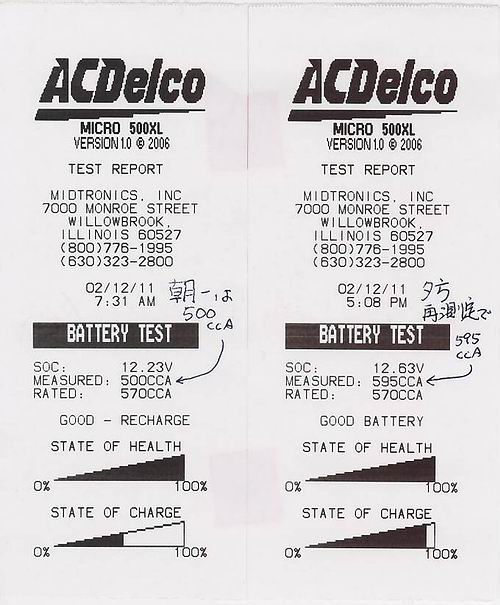 ACDelco
MICRO 500XL
VERSION 1.0 © 2006
TEST REPORT
MIDTRONICS, INC
7000 MONROE STREET
WILLOWBROOK,
ILLINOIS 60527
(800)776-1995
(630)323-2800
02/12/11
7:31 AM
朝一は
500
CCA
BATTERY TEST
SOC: 12.23V
MEASURED: 500CCA
RATED: 570CCA
GOOD - RECHARGE
STATE OF HEALTH
0% 100%
STATE OF CHARGE
0% 100%
ACDelco
MICRO 500XL
VERSION 1.0 © 2006
TEST REPORT
MIDTRONICS, INC
7000 MONROE STREET
WILLOWBROOK,
ILLINOIS 60527
(800)776-1995
(630)323-2800
02/12/11
5:08 PM
夕方
再測定で
595
CCA
BATTERY TEST
SOC: 12.63V
MEASURED: 595CCA
RATED: 570CCA
GOOD BATTERY
STATE OF HEALTH
0% 100%
STATE OF CHARGE
0% 100%